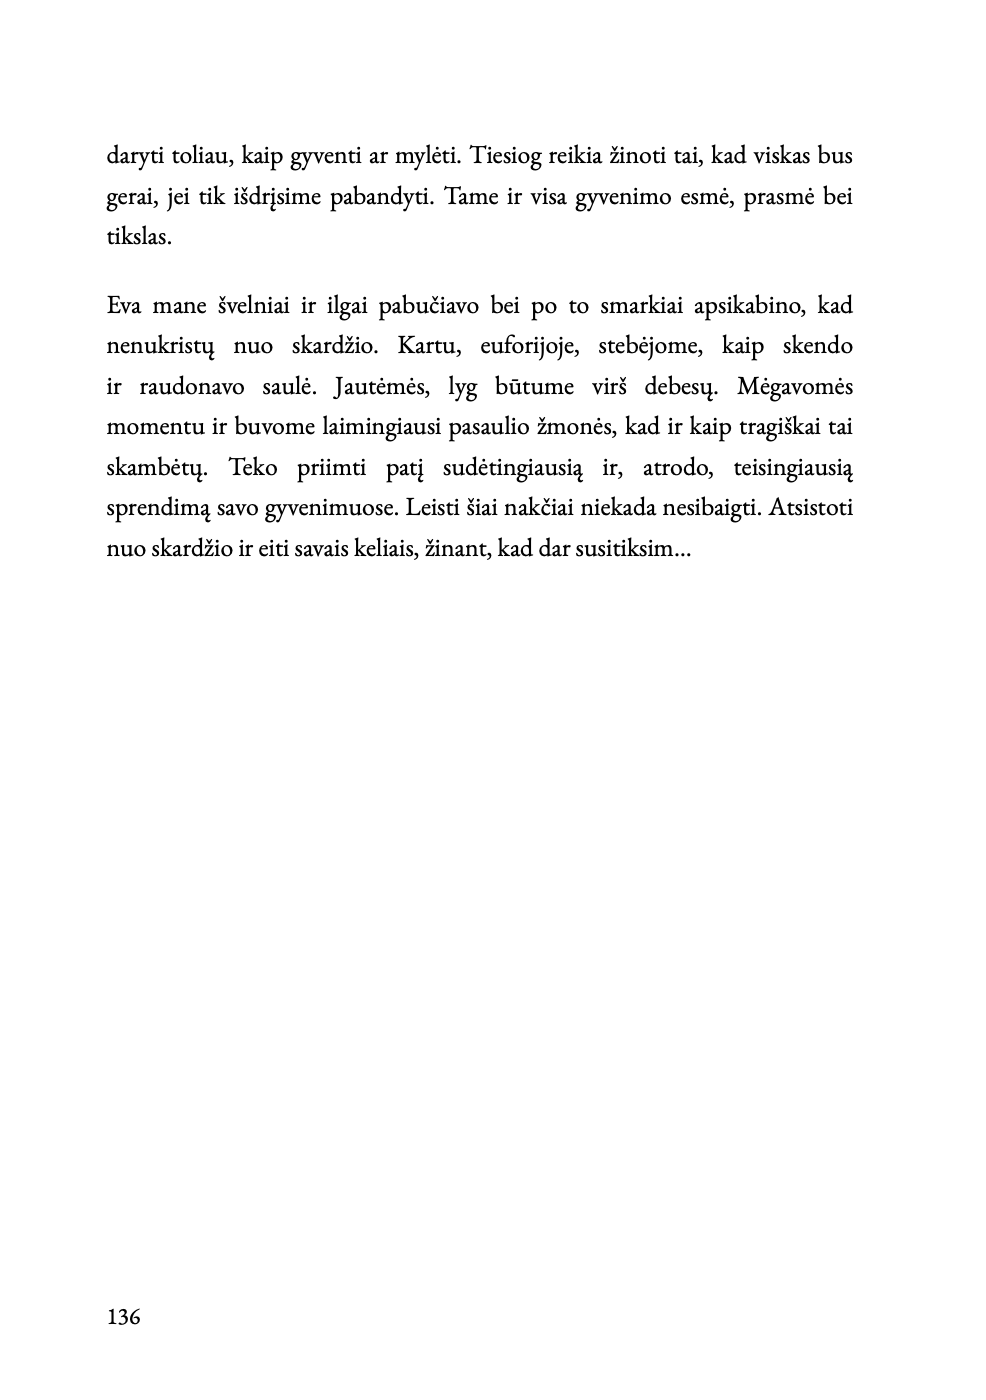 daryti toliau, kaip gyventi ar mylėti. Tiesiog reikia žinoti tai, kad viskas bus
gerai, jei tik išdrįsime pabandyti. Tame ir visa gyvenimo esmė, prasmė bei
tikslas.
Eva mane švelniai ir ilgai pabučiavo bei po to smarkiai apsikabino, kad
nenukristų nuo skardžio. Kartu, euforijoje, stebėjome, kaip skendo
ir raudonavo saulė. Jautėmės, lyg būtume virš debesų. Mėgavomės
momentu ir buvome laimingiausi pasaulio žmonės, kad ir kaip tragiškai tai
skambėtų. Teko priimti patį sudėtingiausią ir, atrodo, teisingiausią
sprendimą savo gyvenimuose. Leisti šiai nakčiai niekada nesibaigti. Atsistoti
nuo skardžio ir eiti savais keliais, žinant, kad dar susitiksim...
136